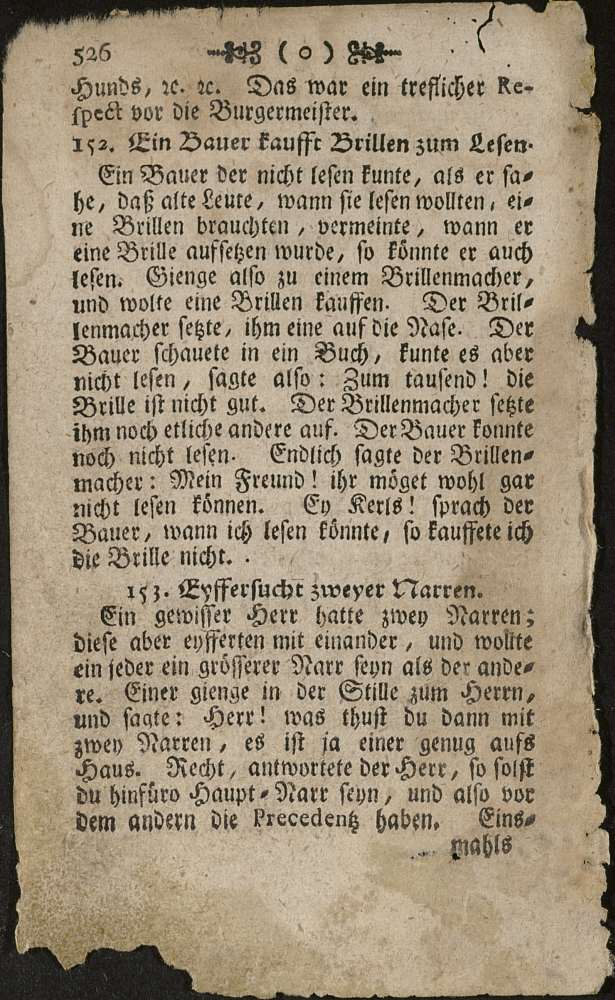 526 ( o )
Hunds, ꝛc. ꝛc. Das war ein treflicher Re-
spect vor die Burgermeister.
152. Ein Bauer kaufft Brillen zum Lesen.
Ein Bauer der nicht lesen kunte, als er sa-
he, daß alte Leute, wann sie lesen wollten, ei-
ne Brillen brauchten, vermeinte, wann er
eine Brille aufsetzen wurde, so könnte er auch
lesen. Gienge also zu einem Brillenmacher,
und wolte eine Brillen kauffen. Der Bril-
lenmacher setzte, ihm eine auf die Nase. Der
Bauer schauete in ein Buch, kunte es aber
nicht lesen, sagte also: Zum tausend! die
Brille ist nicht gut. Der Brillenmacher setzte
ihm noch etliche andere auf. Der Bauer konnte
noch nicht lesen. Endlich sagte der Brillen-
macher: Mein Freund! ihr möget wohl gar
nicht lesen können. Ey Kerls! sprach der
Bauer, wann ich lesen könnte, so kauffete ich
die Brille nicht.
153. Eyffersucht zweyer Narren.
Ein gewisser Herr hatte zwey Narren;
diese aber eyfferten mit einander, und wollte
ein jeder ein grösserer Narr seyn als der ande-
re. Einer gienge in der Stille zum Herrn,
und sagte: Herr! was thust du dann mit
zwey Narren, es ist ja einer genug aufs
Haus. Recht, antwortete der Herr, so solst
du hinfüro Haupt-Narr seyn, und also vor
dem andern die Precedentz haben. Eins-
mahls